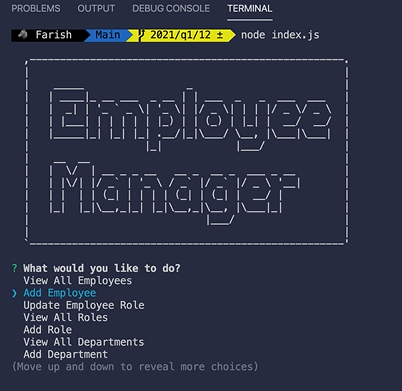 PROBLEMS OUTPUT DEBUG CONSOLE TERMINAL
Farish Main 2021/q1/12 ± node index.js
Employee
Manager
? What would you like to do?
View All Employees
❯ Add Employee
Update Employee Role
View All Roles
Add Role
View All Departments
Add Department
(Move up and down to reveal more choices)